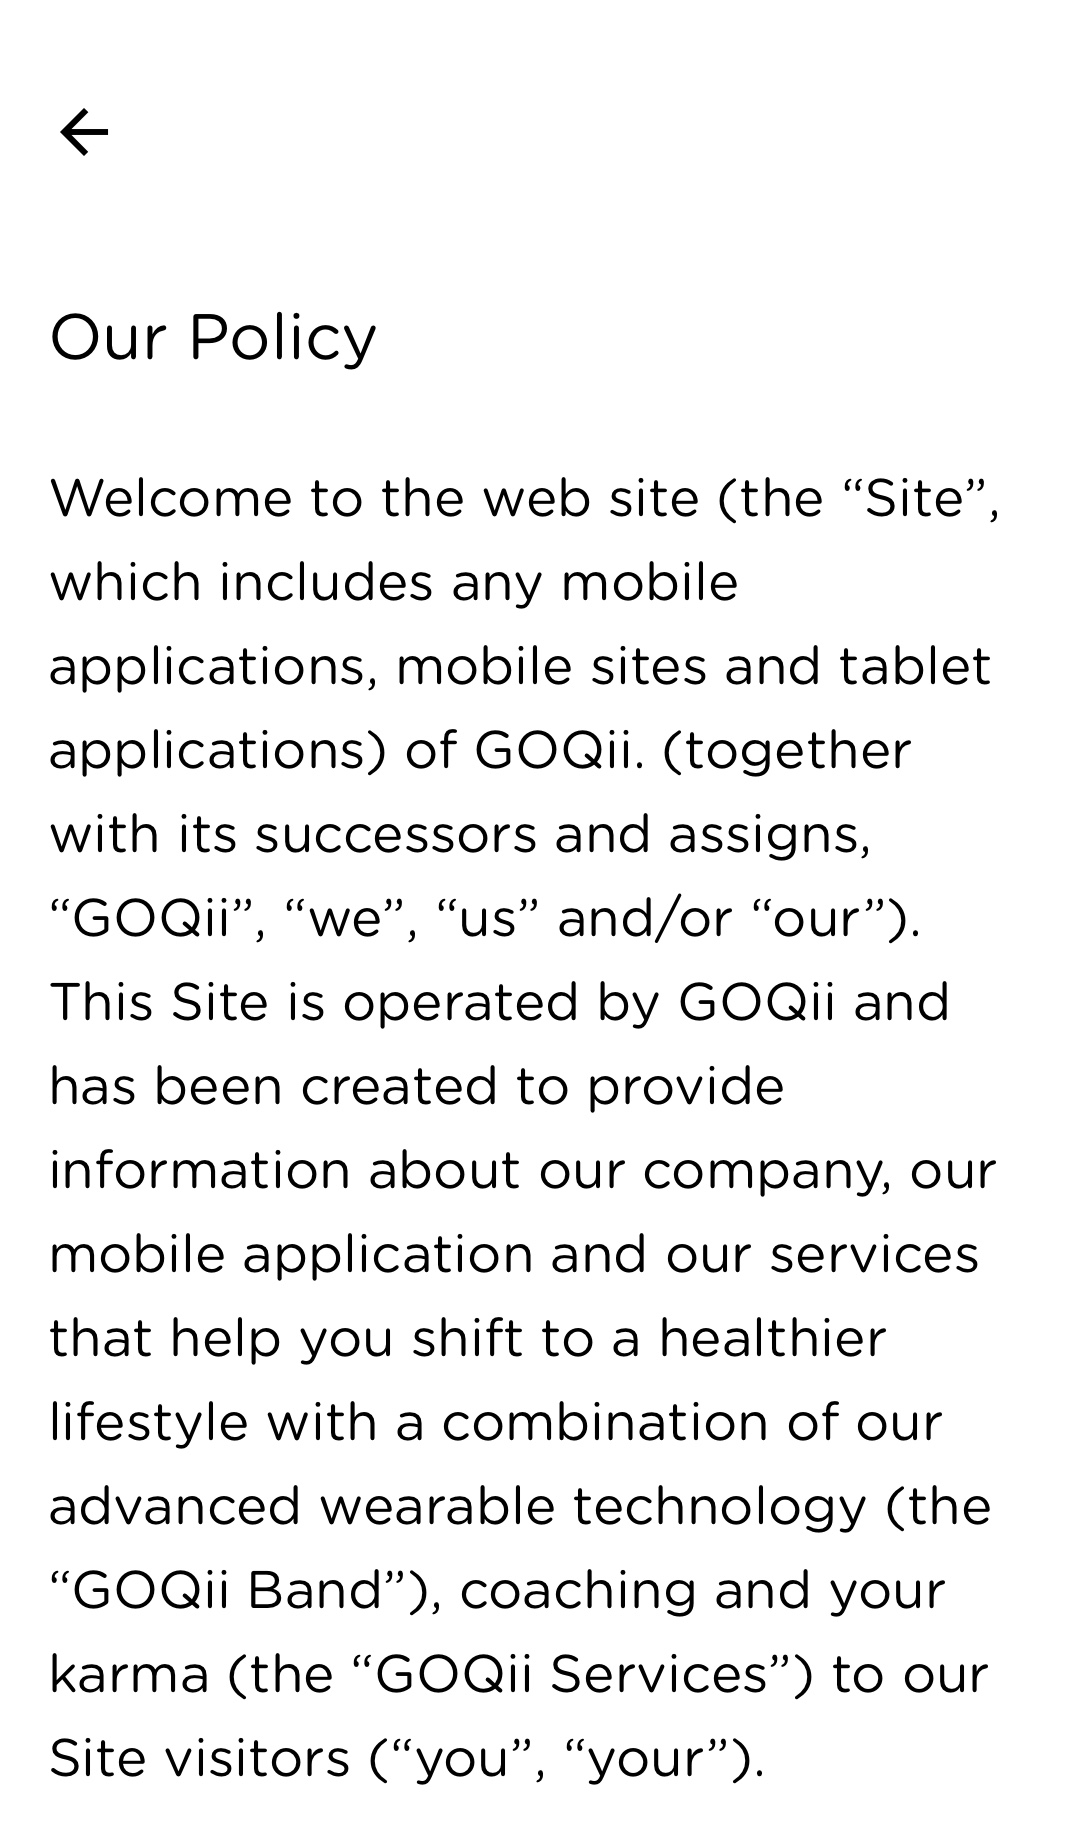 Our Policy
Welcome to the web site (the “Site”,
which includes any mobile
applications, mobile sites and tablet
applications) of GOQii. (together
with its successors and assigns,
“GOQii”, “we”, “us” and/or “our”).
This Site is operated by GOQii and
has been created to provide
information about our company, our
mobile application and our services
that help you shift to a healthier
lifestyle with a combination of our
advanced wearable technology (the
“GOQii Band”), coaching and your
karma (the “GOQii Services”) to our
Site visitors (“you”, “your”).